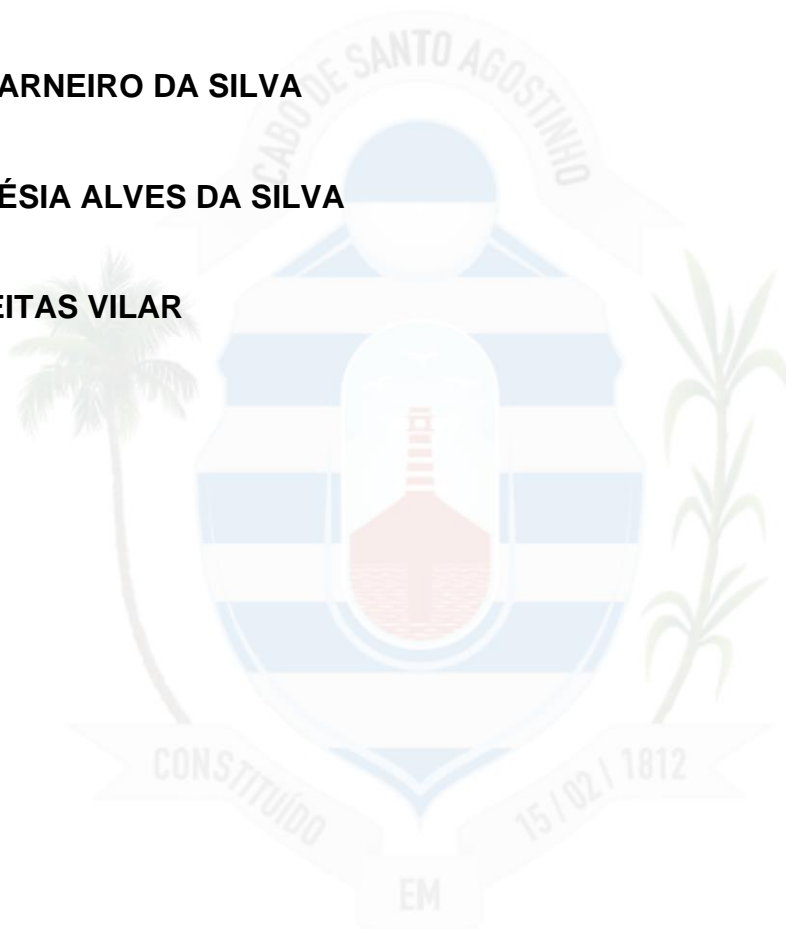 CABO DE SANTO AGOSTINHO
ARNEIRO DA SILVA
ÉSIA ALVES DA SILVA
EITAS VILAR
CONSTITUÍDO
EM
15 / 02 / 1812